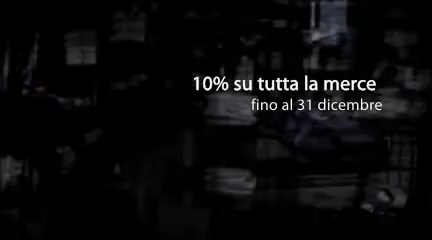 10% su tutta la merce
fino al 31 dicembre